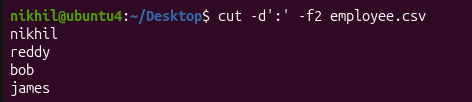 nikhil@ubuntu4:~/Desktop$ cut -d':' -f2 employee.csv
nikhil
reddy
bob
james